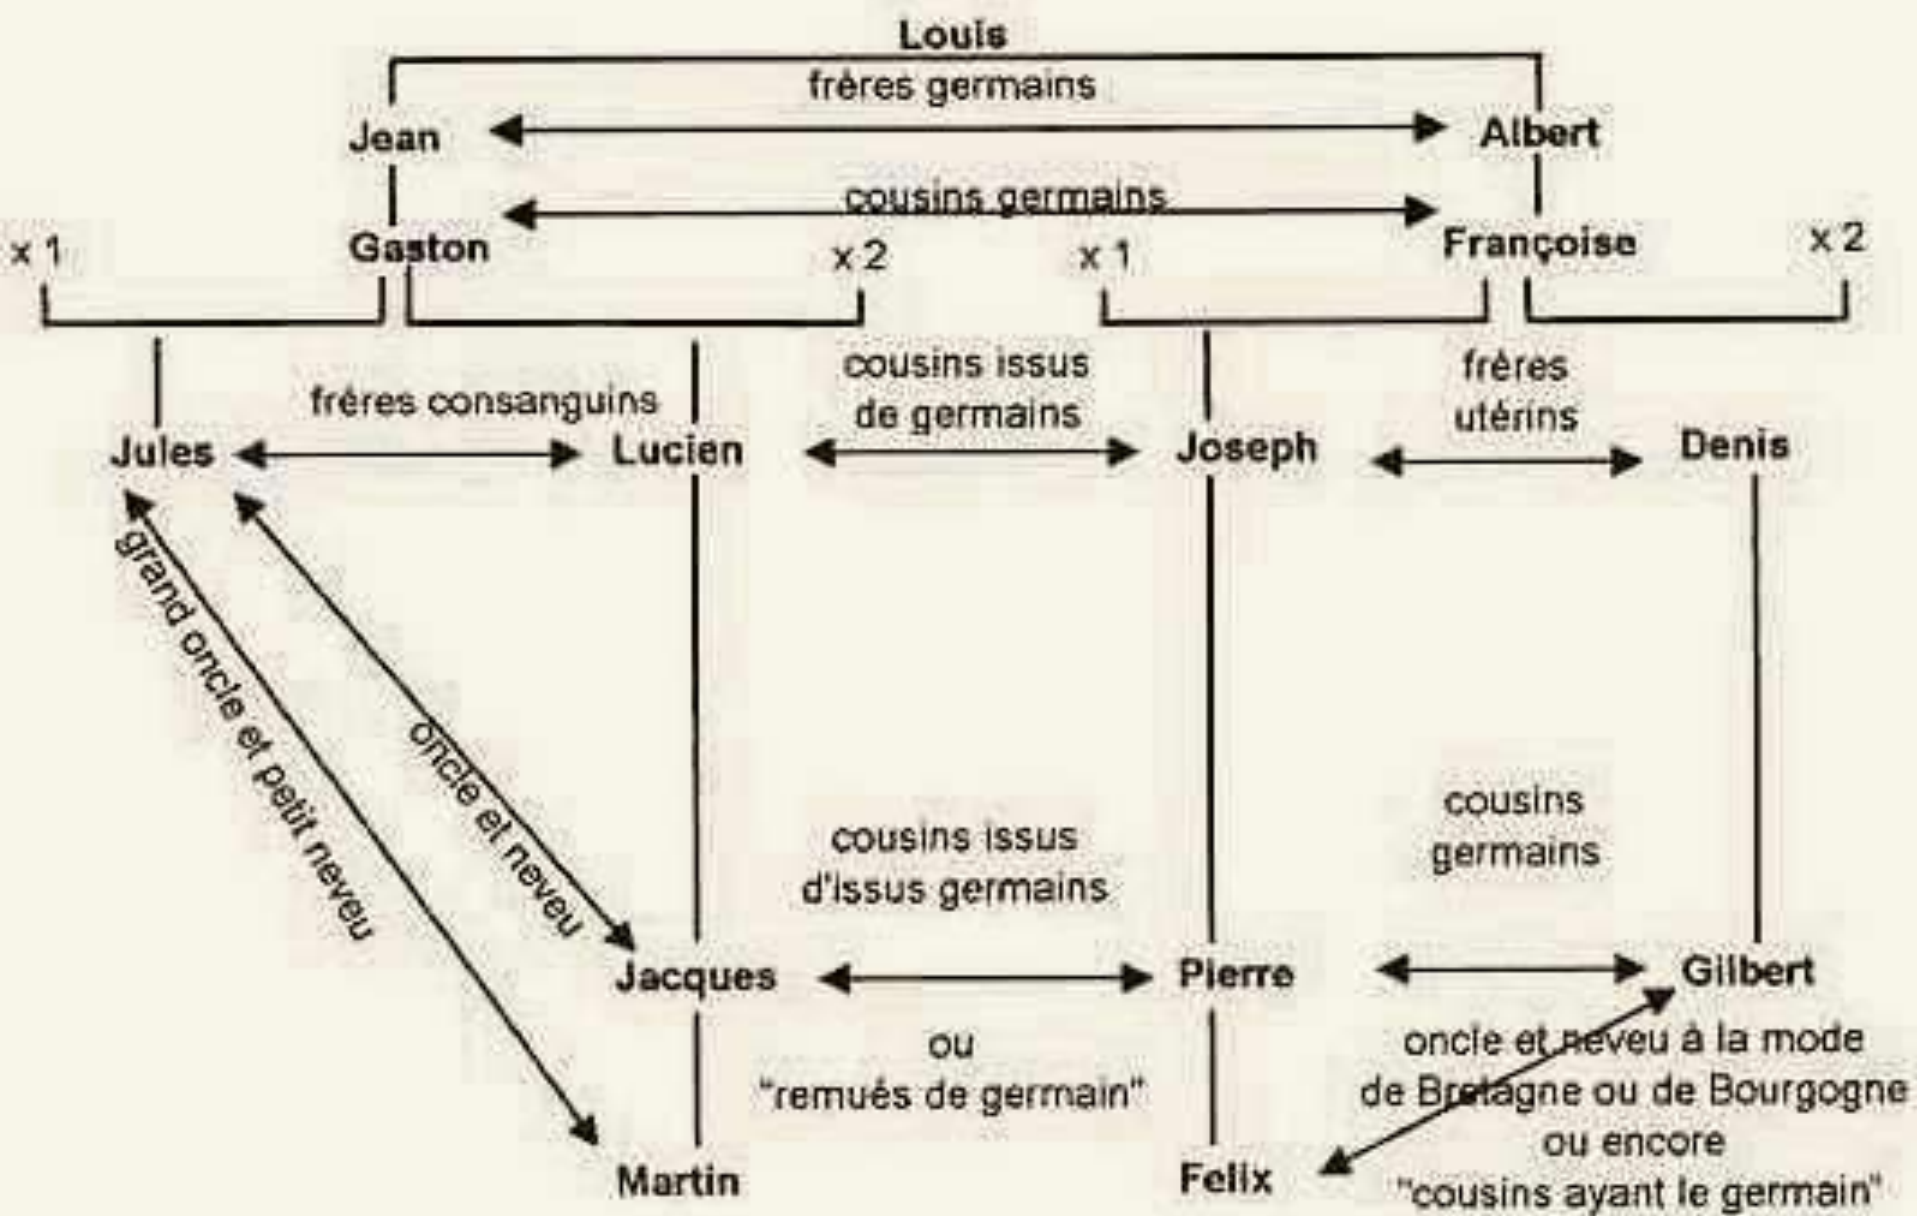 Louis
frères germains
Jean
Albert
cousins germains
x 1
Gaston
x 2
x 1
Françoise
x 2
frères consanguins
cousins issus
de germains
frères
utérins
Jules
Lucien
Joseph
Denis
grand oncle et petit neveu
oncle et neveu
cousins issus
d'issus germains
cousins
germains
Jacques
Pierre
Gilbert
ou
"remués de germain"
oncle et neveu à la mode
de Bretagne ou de Bourgogne
ou encore
"cousins ayant le germain"
Martin
Felix